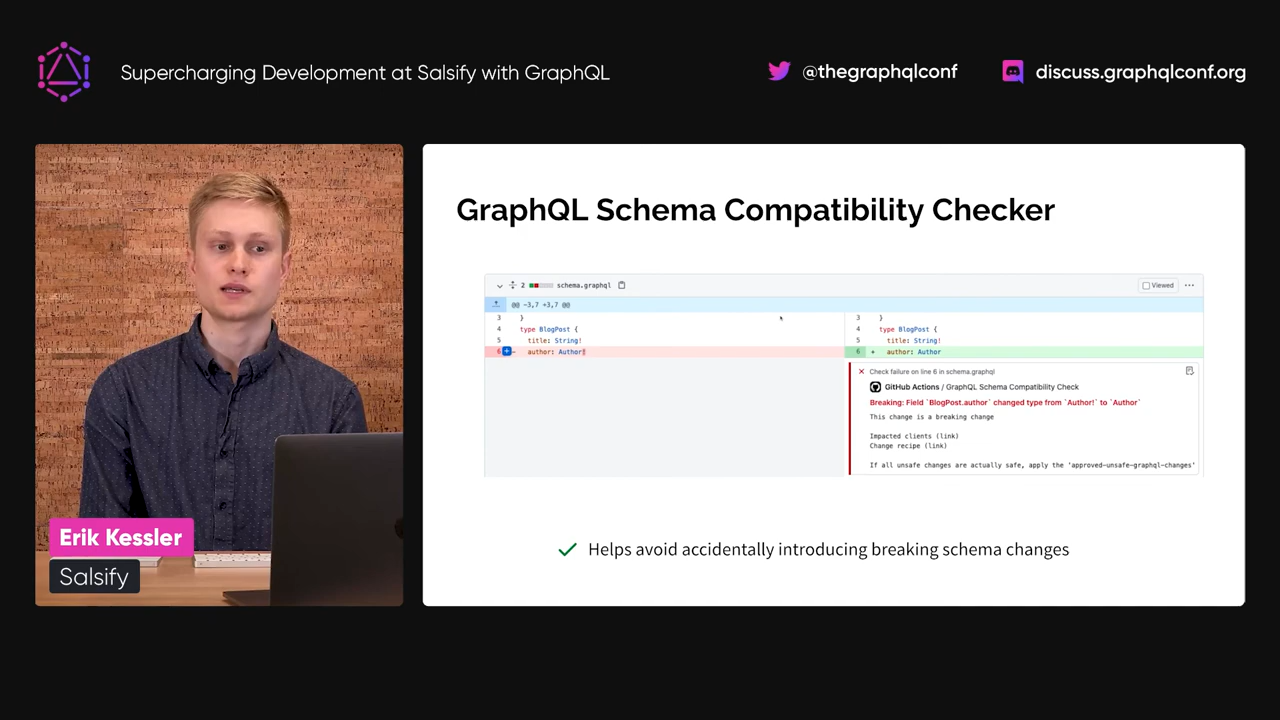 Supercharging Development at Salsify with GraphQL
@thegraphqlconf
discuss.graphqlconf.org
GraphQL Schema Compatibility Checker
2 schema.graphql
Viewed
@@ -3,7 +3,7 @@
3 }
4 type BlogPost {
5 title: String!
6 - author: Author!
3 }
4 type BlogPost {
5 title: String!
6 + author: Author
Check failure on line 6 in schema.graphql
GitHub Actions / GraphQL Schema Compatibility Check
Breaking: Field `BlogPost.author` changed type from `Author!` to `Author`
This change is a breaking change
Impacted clients (link)
Change recipe (link)
If all unsafe changes are actually safe, apply the 'approved-unsafe-graphql-changes'
Helps avoid accidentally introducing breaking schema changes
Erik Kessler
Salsify